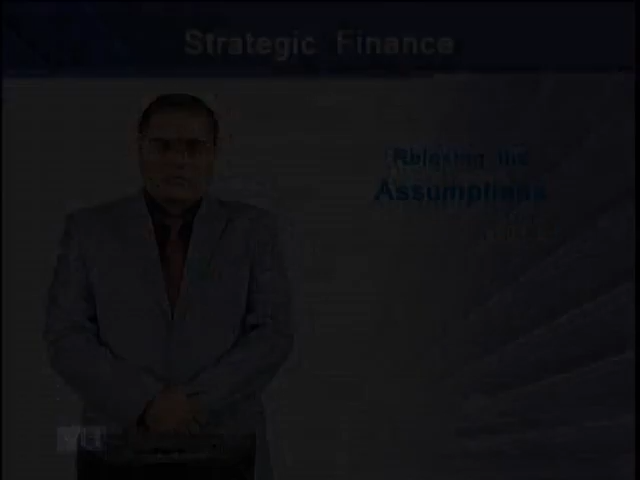 Strategic Finance
Relaxing the
Assumptions